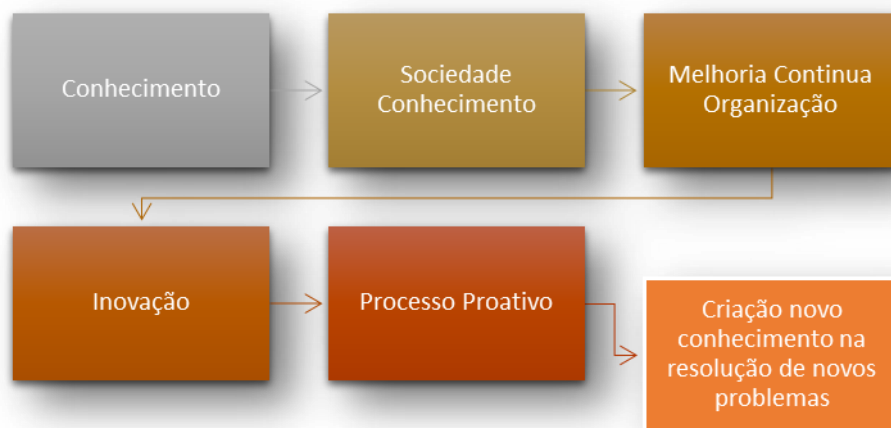 Conhecimento
Sociedade
Conhecimento
Melhoria Continua
Organização
Inovação
Processo Proativo
Criação novo
conhecimento na
resolução de novos
problemas